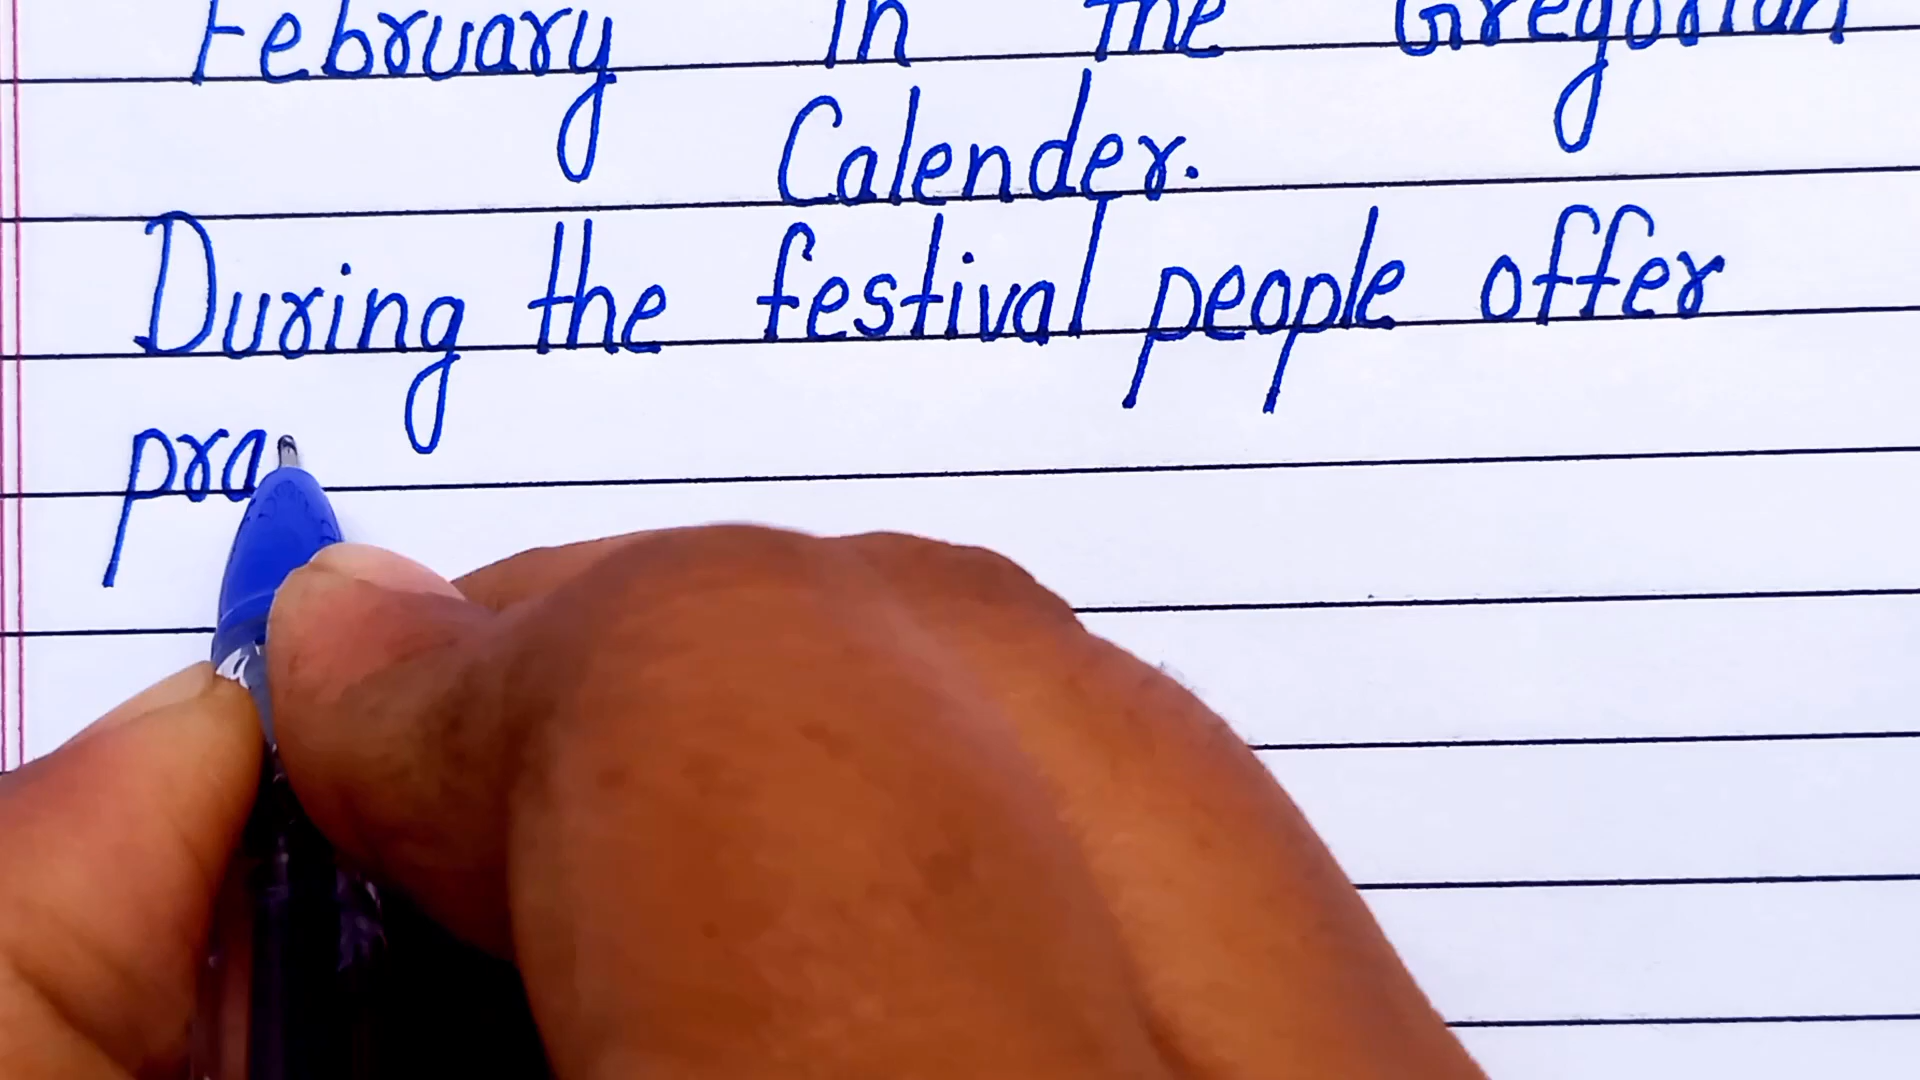 February in the Gregorian
Calender.
During the festival people offer
pra